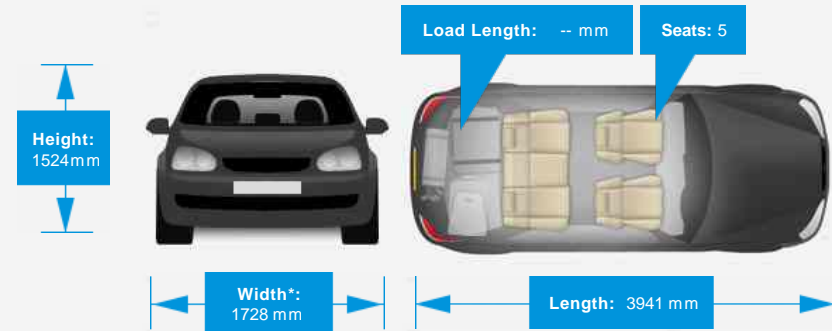 Load Length: -- mm
Seats: 5
Height:
1524mm
Width*:
1728 mm
Length: 3941 mm